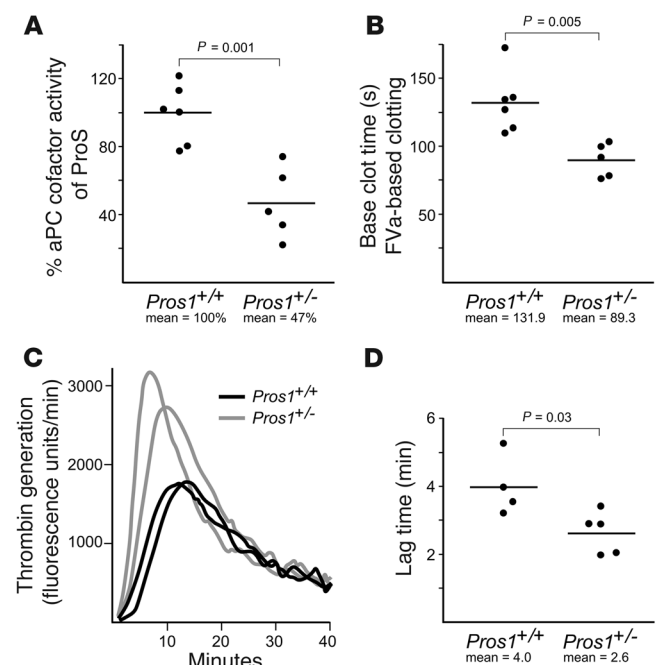 A
P = 0.001
% aPC cofactor activity
of ProS
120
80
40
Pros1+/+
mean = 100%
Pros1+/-
mean = 47%
B
P = 0.005
Base clot time (s)
FVa-based clotting
150
100
50
Pros1+/+
mean = 131.9
Pros1+/-
mean = 89.3
C
Thrombin generation
(fluorescence units/min)
3000
2000
1000
Pros1+/+
Pros1+/-
10
20
30
40
Minutes
D
P = 0.03
Lag time (min)
6
4
2
Pros1+/+
mean = 4.0
Pros1+/-
mean = 2.6